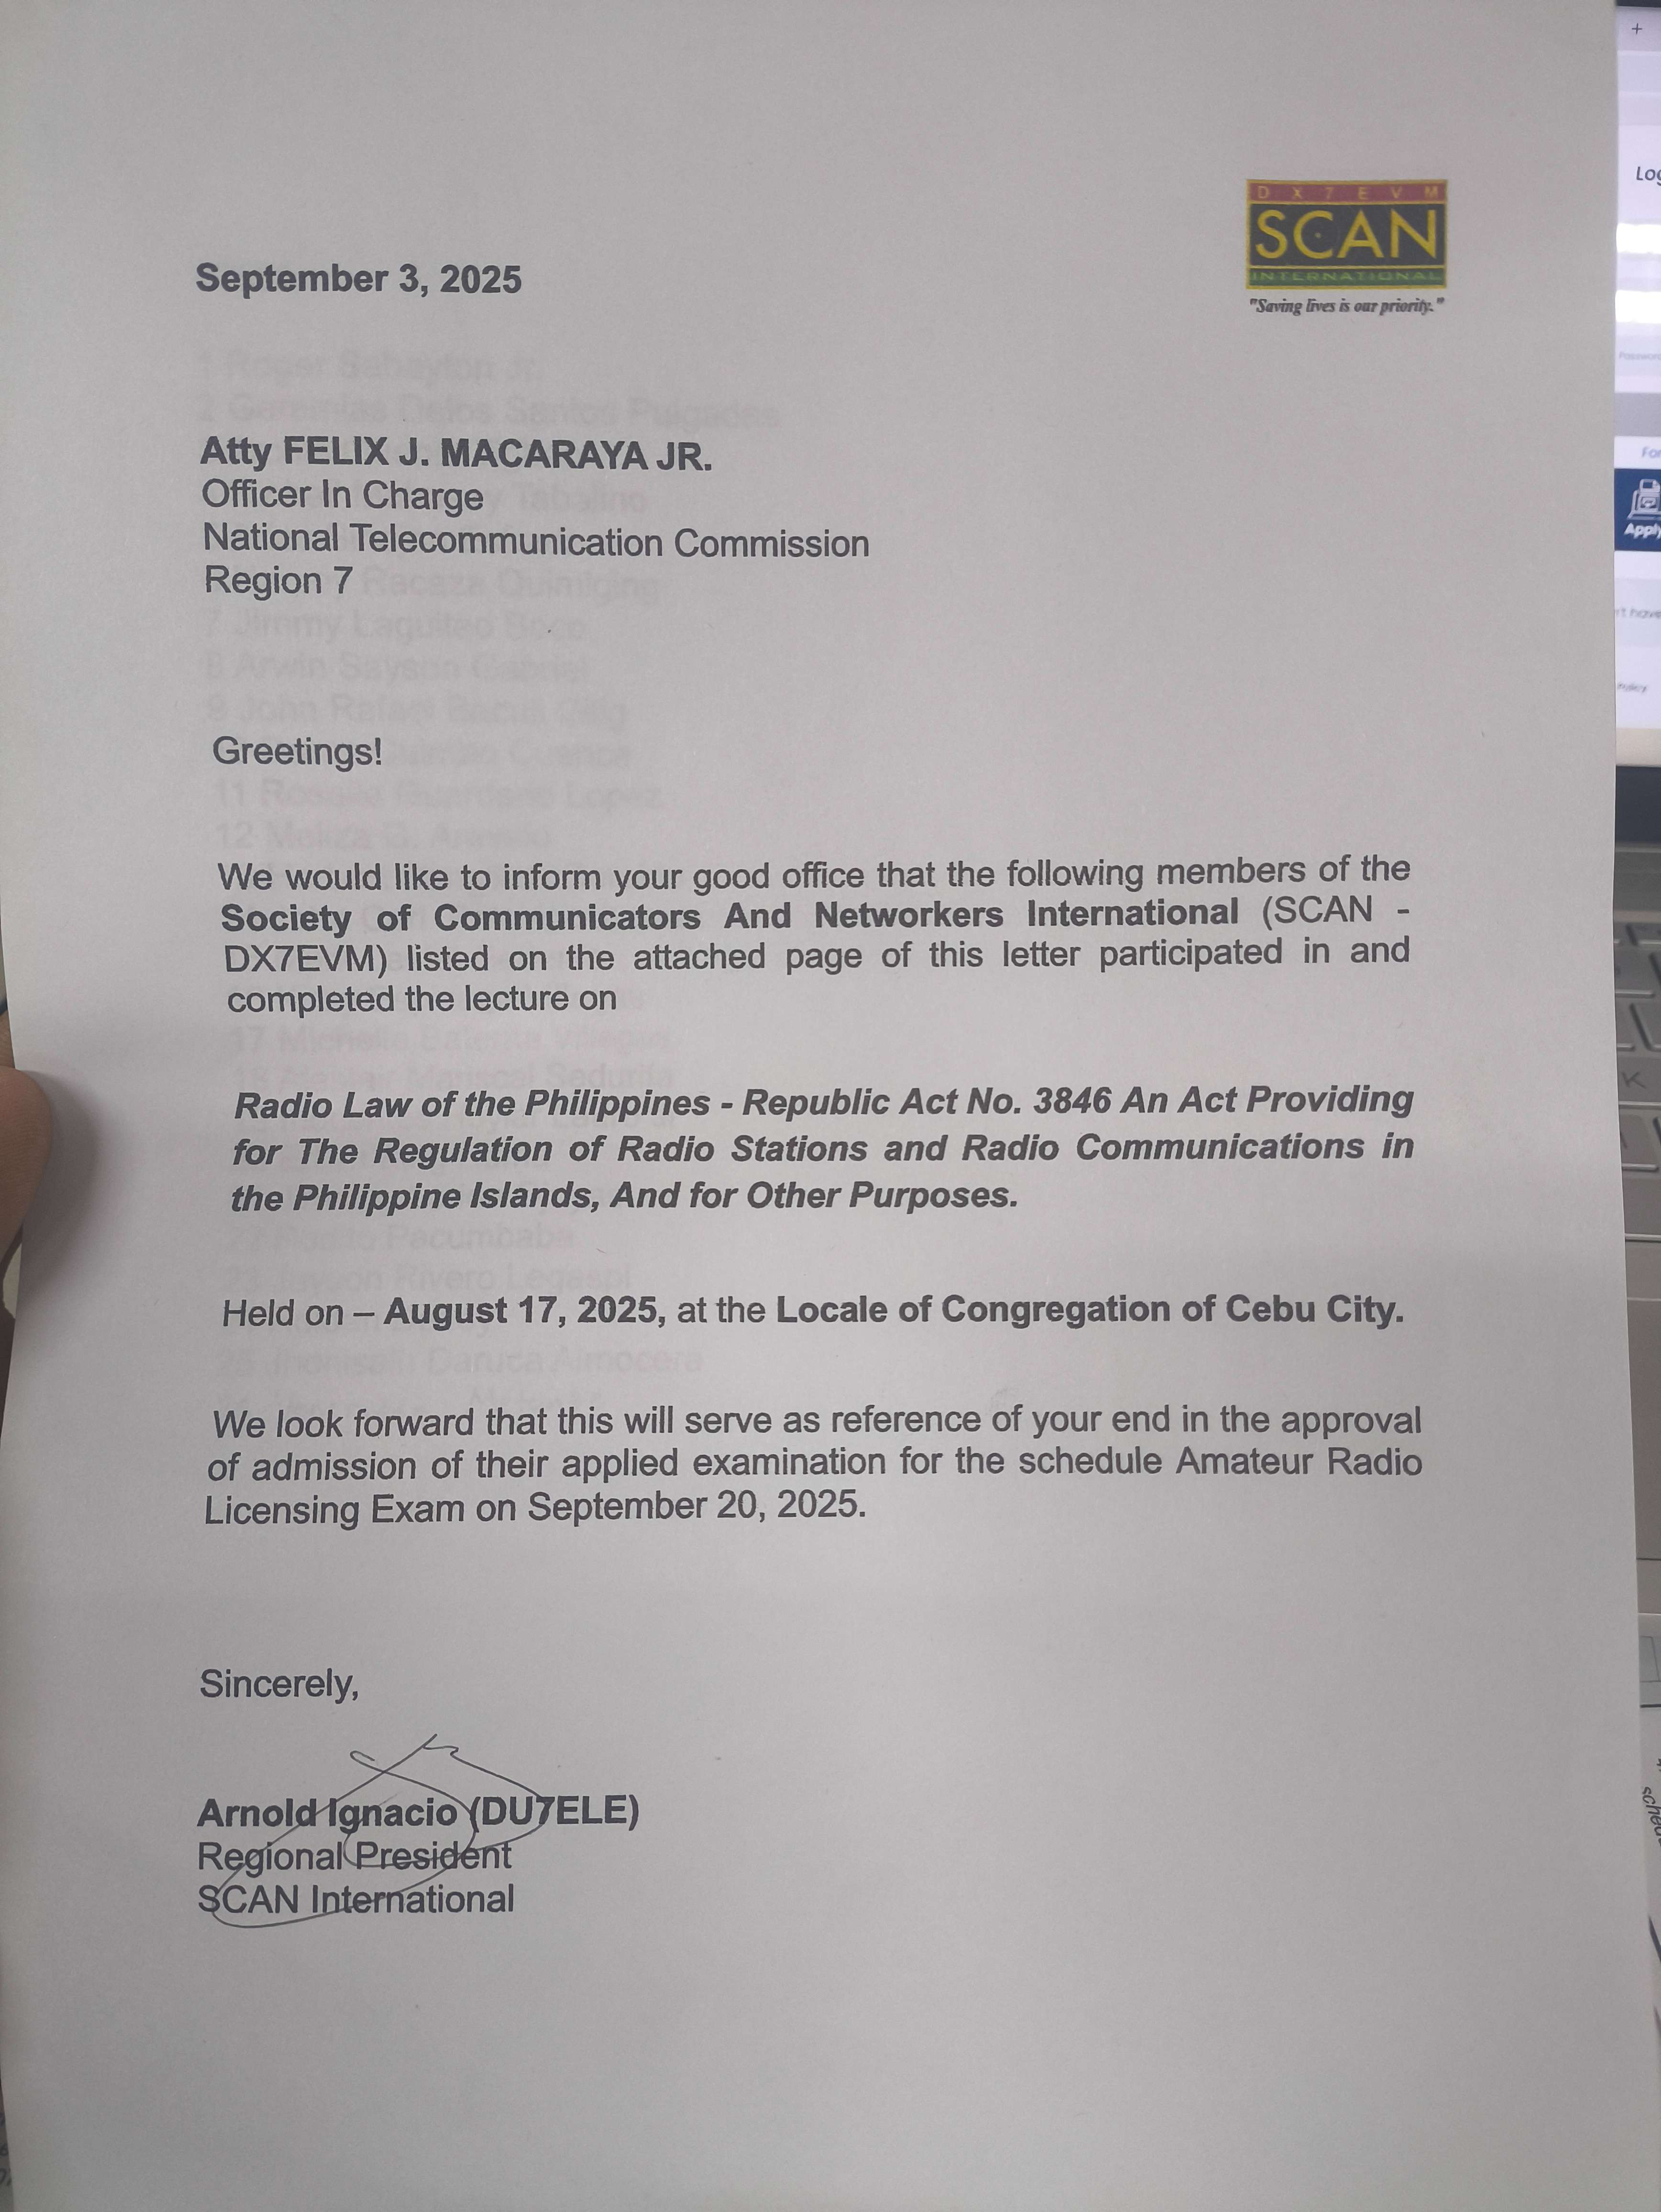 DX7EVM
SCAN
INTERNATIONAL
"Saving lives is our priority."
September 3, 2025
Atty FELIX J. MACARAYA JR.
Officer In Charge
National Telecommunication Commission
Region 7
Greetings!
We would like to inform your good office that the following members of the
Society of Communicators And Networkers International (SCAN -
DX7EVM) listed on the attached page of this letter participated in and
completed the lecture on
Radio Law of the Philippines - Republic Act No. 3846 An Act Providing
for The Regulation of Radio Stations and Radio Communications in
the Philippine Islands, And for Other Purposes.
Held on – August 17, 2025, at the Locale of Congregation of Cebu City.
We look forward that this will serve as reference of your end in the approval
of admission of their applied examination for the schedule Amateur Radio
Licensing Exam on September 20, 2025.
Sincerely,
Arnold Ignacio (DU7ELE)
Regional President
SCAN International
Apply
Policy